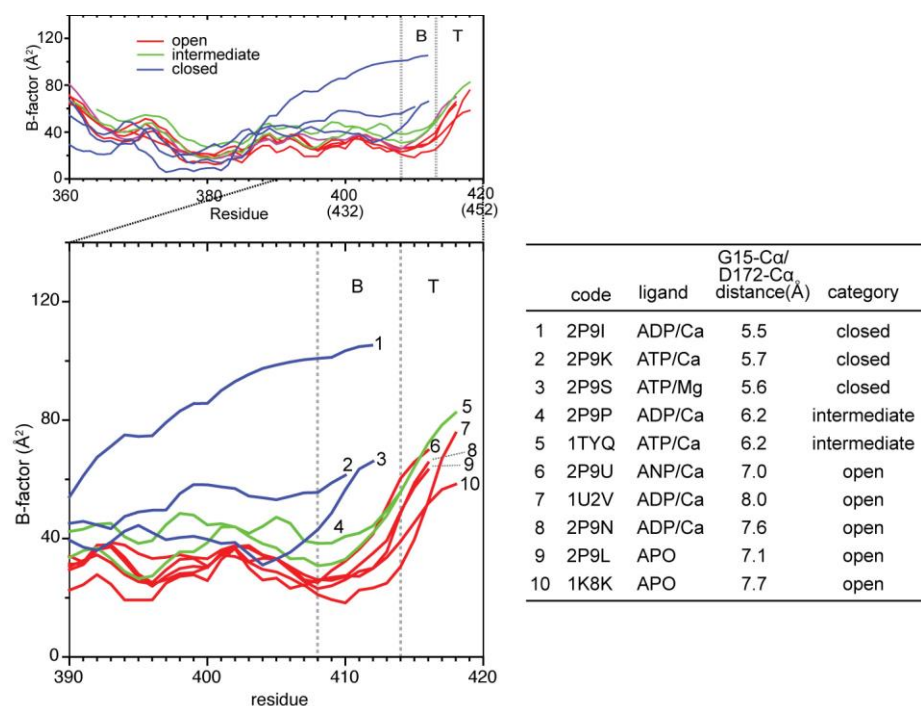 B T
open
intermediate
closed
B-factor (Å²)
120
80
40
0
360 380 400 420
Residue (432) (452)
B T
B-factor (Å²)
120
80
40
0
1
2
3
4
5
6
7
8
9
10
390 400 410 420
residue
G15-Cα/
D172-Cα
code ligand distance(Å) category
1 2P9I ADP/Ca 5.5 closed
2 2P9K ATP/Ca 5.7 closed
3 2P9S ATP/Mg 5.6 closed
4 2P9P ADP/Ca 6.2 intermediate
5 1TYQ ATP/Ca 6.2 intermediate
6 2P9U ANP/Ca 7.0 open
7 1U2V ADP/Ca 8.0 open
8 2P9N ADP/Ca 7.6 open
9 2P9L APO 7.1 open
10 1K8K APO 7.7 open